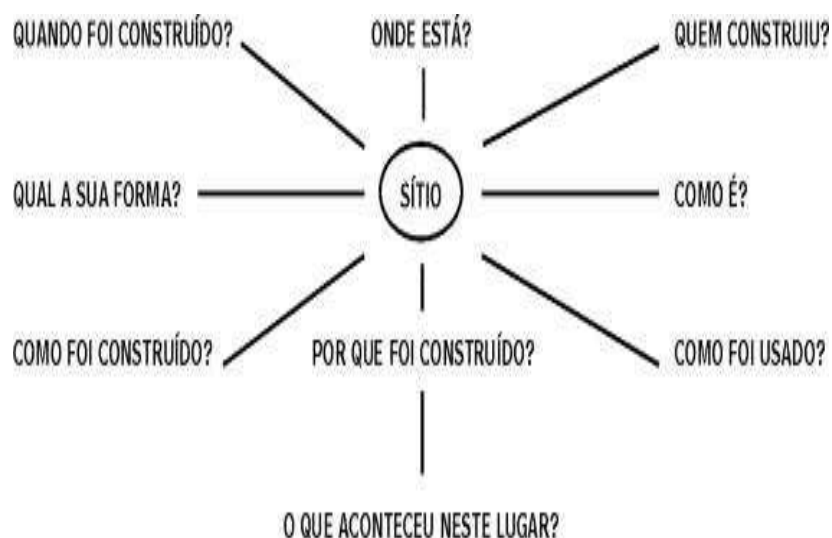 QUANDO FOI CONSTRUÍDO?
ONDE ESTÁ?
QUEM CONSTRUIU?
QUAL A SUA FORMA?
SÍTIO
COMO É?
COMO FOI CONSTRUÍDO?
POR QUE FOI CONSTRUÍDO?
COMO FOI USADO?
O QUE ACONTECEU NESTE LUGAR?